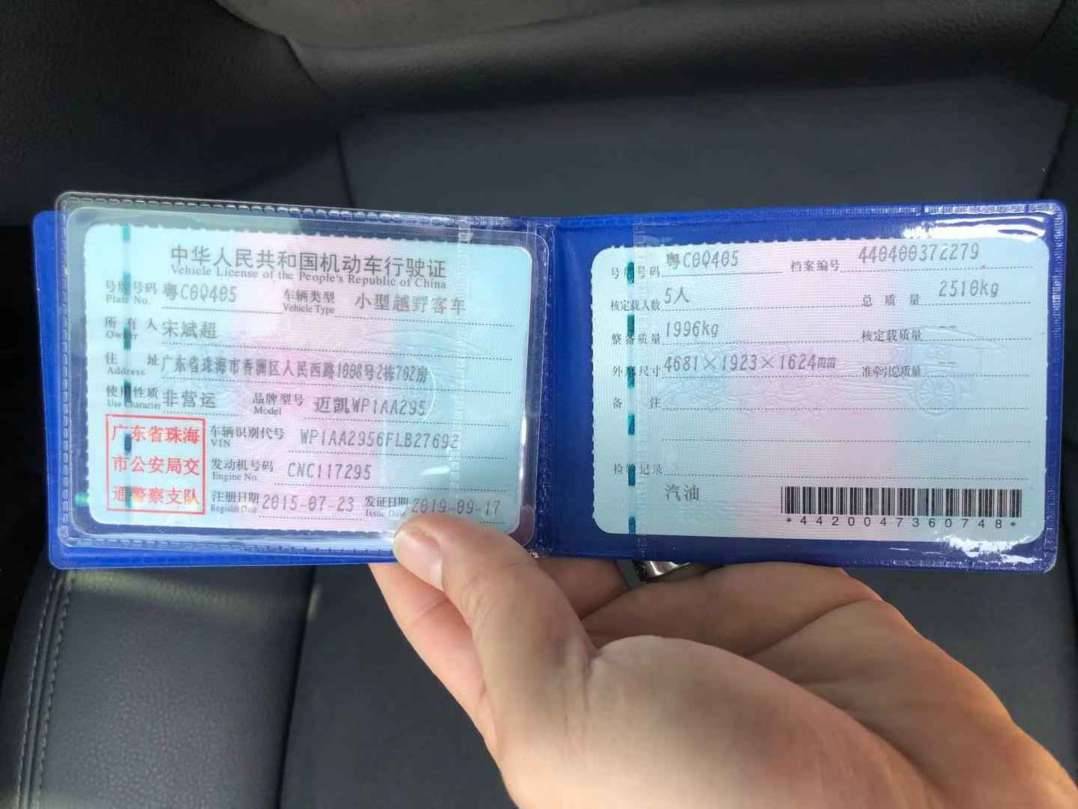 中华人民共和国机动车行驶证
Vehicle License of the People's Republic of China
号牌号码 粤C0Q405 车辆类型 小型越野客车
Plate No. Vehicle Type
所有人 宋斌超
Owner
住址 广东省珠海市香洲区人民西路1088号2栋702房
Address
使用性质 非营运 品牌型号 迈凯WP1AA295
Use Character Model
广东省珠海
市公安局交
通警察支队
车辆识别代号 WP1AA2956FLB27692
VIN
发动机号码 CNC117295
Engine No.
注册日期 2015-07-23 发证日期 2019-09-17
Register Date Issue Date
号牌号码 粤C0Q405 档案编号 440400372279
核定载人数 5人 总质量 2510kg
整备质量 1996kg 核定载质量 --
外廓尺寸 4681×1923×1624mm 准牵引总质量 --
备注
检验记录
汽油
*4420047360748*